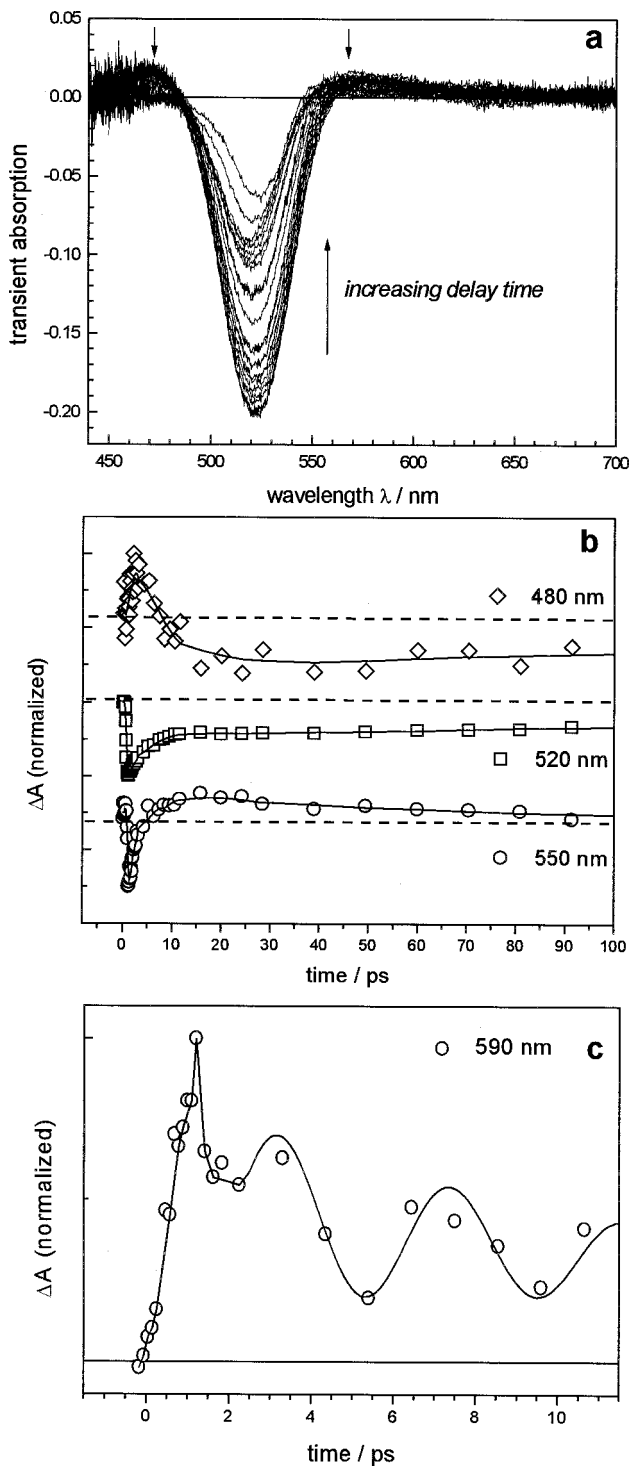 a
0.05
0.00
-0.05
-0.10
-0.15
-0.20
transient absorption
increasing delay time
450 500 550 600 650 700
wavelength λ / nm
b
480 nm
520 nm
550 nm
ΔA (normalized)
0 10 20 30 40 50 60 70 80 90 100
time / ps
590 nm
c
ΔA (normalized)
0 2 4 6 8 10
time / ps